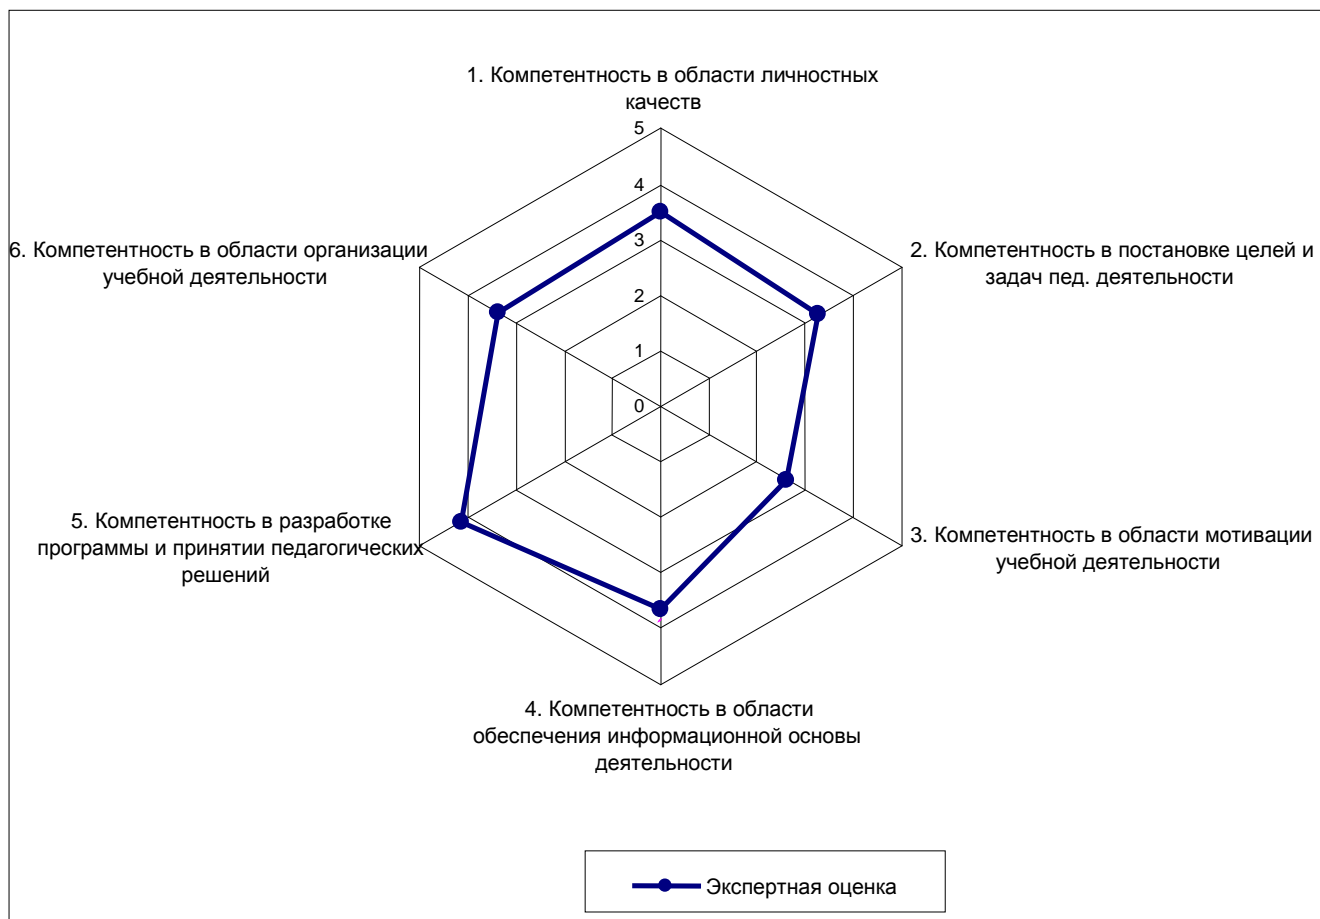 1. Компетентность в области личностных
качеств
5
4
3
2
1
0
2. Компетентность в постановке целей и
задач пед. деятельности
3. Компетентность в области мотивации
учебной деятельности
4. Компетентность в области
обеспечения информационной основы
деятельности
5. Компетентность в разработке
программы и принятии педагогических
решений
6. Компетентность в области организации
учебной деятельности
Экспертная оценка